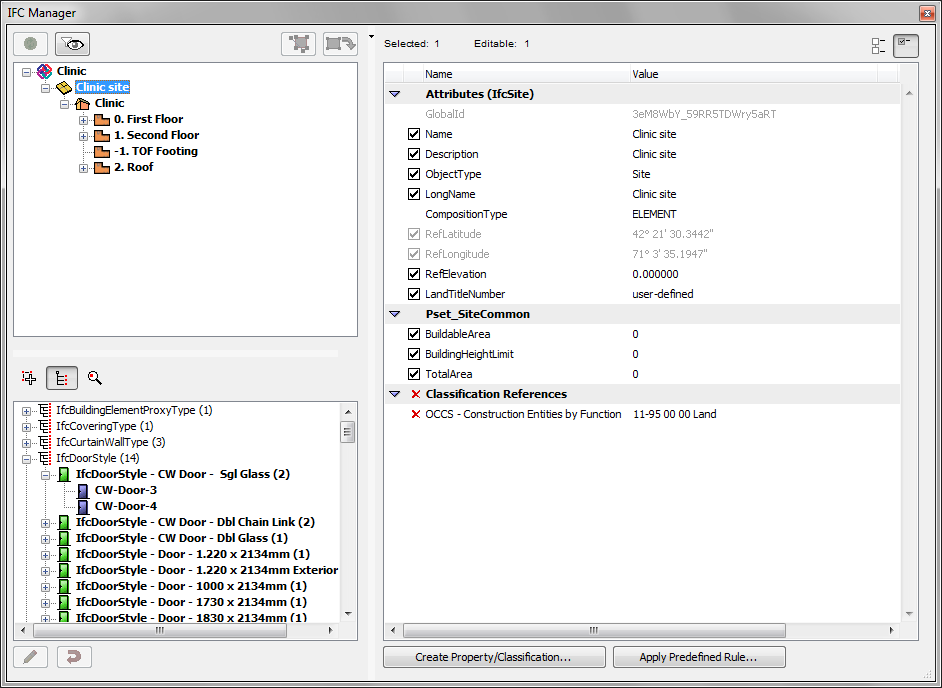 IFC Manager
Clinic
Clinic site
Clinic
0. First Floor
1. Second Floor
-1. TOF Footing
2. Roof
IfcBuildingElementProxyType (1)
IfcCoveringType (1)
IfcCurtainWallType (3)
IfcDoorStyle (14)
IfcDoorStyle - CW Door -  Sgl Glass (2)
CW-Door-3
CW-Door-4
IfcDoorStyle - CW Door - Dbl Chain Link (2)
IfcDoorStyle - CW Door - Dbl Glass (1)
IfcDoorStyle - Door - 1.220 x 2134mm (1)
IfcDoorStyle - Door - 1.220 x 2134mm Exterior
IfcDoorStyle - Door - 1000 x 2134mm (1)
IfcDoorStyle - Door - 1730 x 2134mm (1)
IfcDoorStyle - Door - 1830 x 2134mm (1)
Selected: 1 Editable: 1
Name Value
Attributes (IfcSite)
GlobalId 3eM8WbY_59RR5TDWry5aRT
Name Clinic site
Description Clinic site
ObjectType Site
LongName Clinic site
CompositionType ELEMENT
RefLatitude 42° 21' 30.3442"
RefLongitude 71° 3' 35.1947"
RefElevation 0.000000
LandTitleNumber user-defined
Pset_SiteCommon
BuildableArea 0
BuildingHeightLimit 0
TotalArea 0
Classification References
OCCS - Construction Entities by Function 11-95 00 00 Land
Create Property/Classification... Apply Predefined Rule...